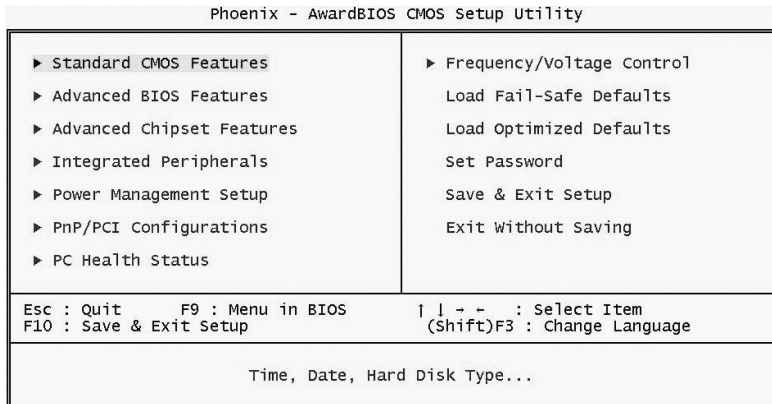 Phoenix - AwardBIOS CMOS Setup Utility
▶ Standard CMOS Features
▶ Advanced BIOS Features
▶ Advanced Chipset Features
▶ Integrated Peripherals
▶ Power Management Setup
▶ PnP/PCI Configurations
▶ PC Health Status
▶ Frequency/Voltage Control
Load Fail-Safe Defaults
Load Optimized Defaults
Set Password
Save & Exit Setup
Exit Without Saving
Esc : Quit F9 : Menu in BIOS ↑ ↓ → ← : Select Item
F10 : Save & Exit Setup (Shift)F3 : Change Language
Time, Date, Hard Disk Type...